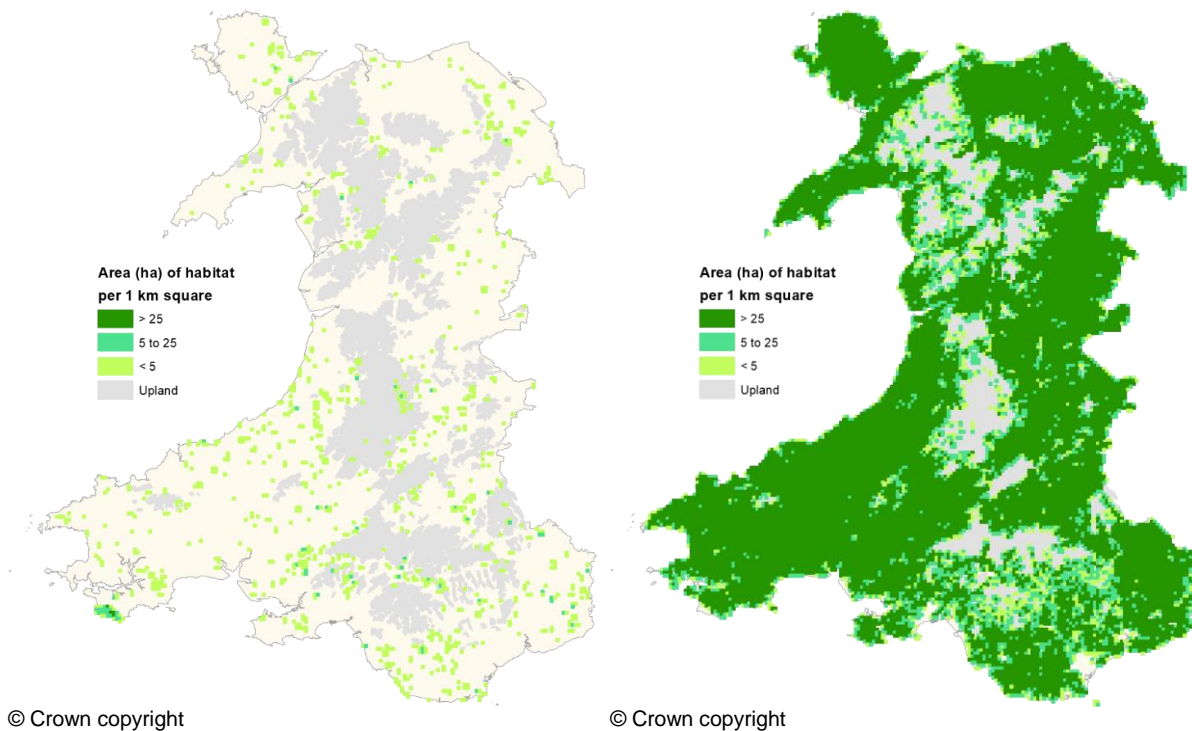 Area (ha) of habitat
per 1 km square
> 25
5 to 25
< 5
Upland
© Crown copyright
Area (ha) of habitat
per 1 km square
> 25
5 to 25
< 5
Upland
© Crown copyright